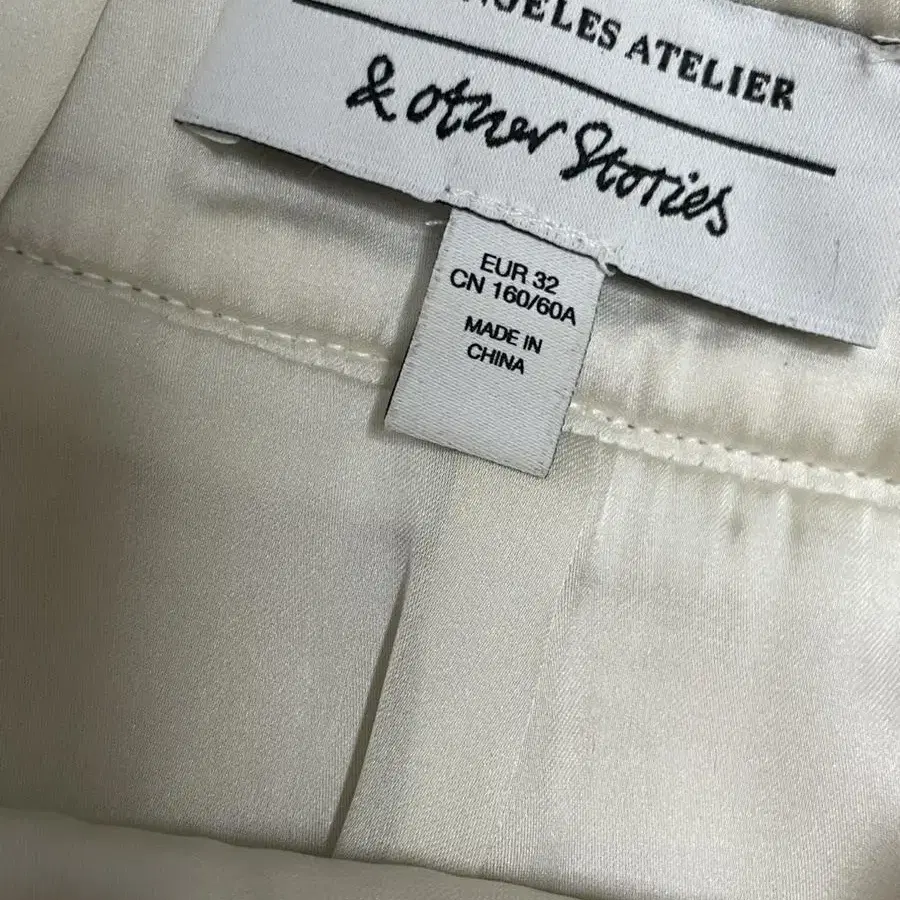 ATELIER
& other Stories
EUR 32
CN 160/60A
MADE IN
CHINA